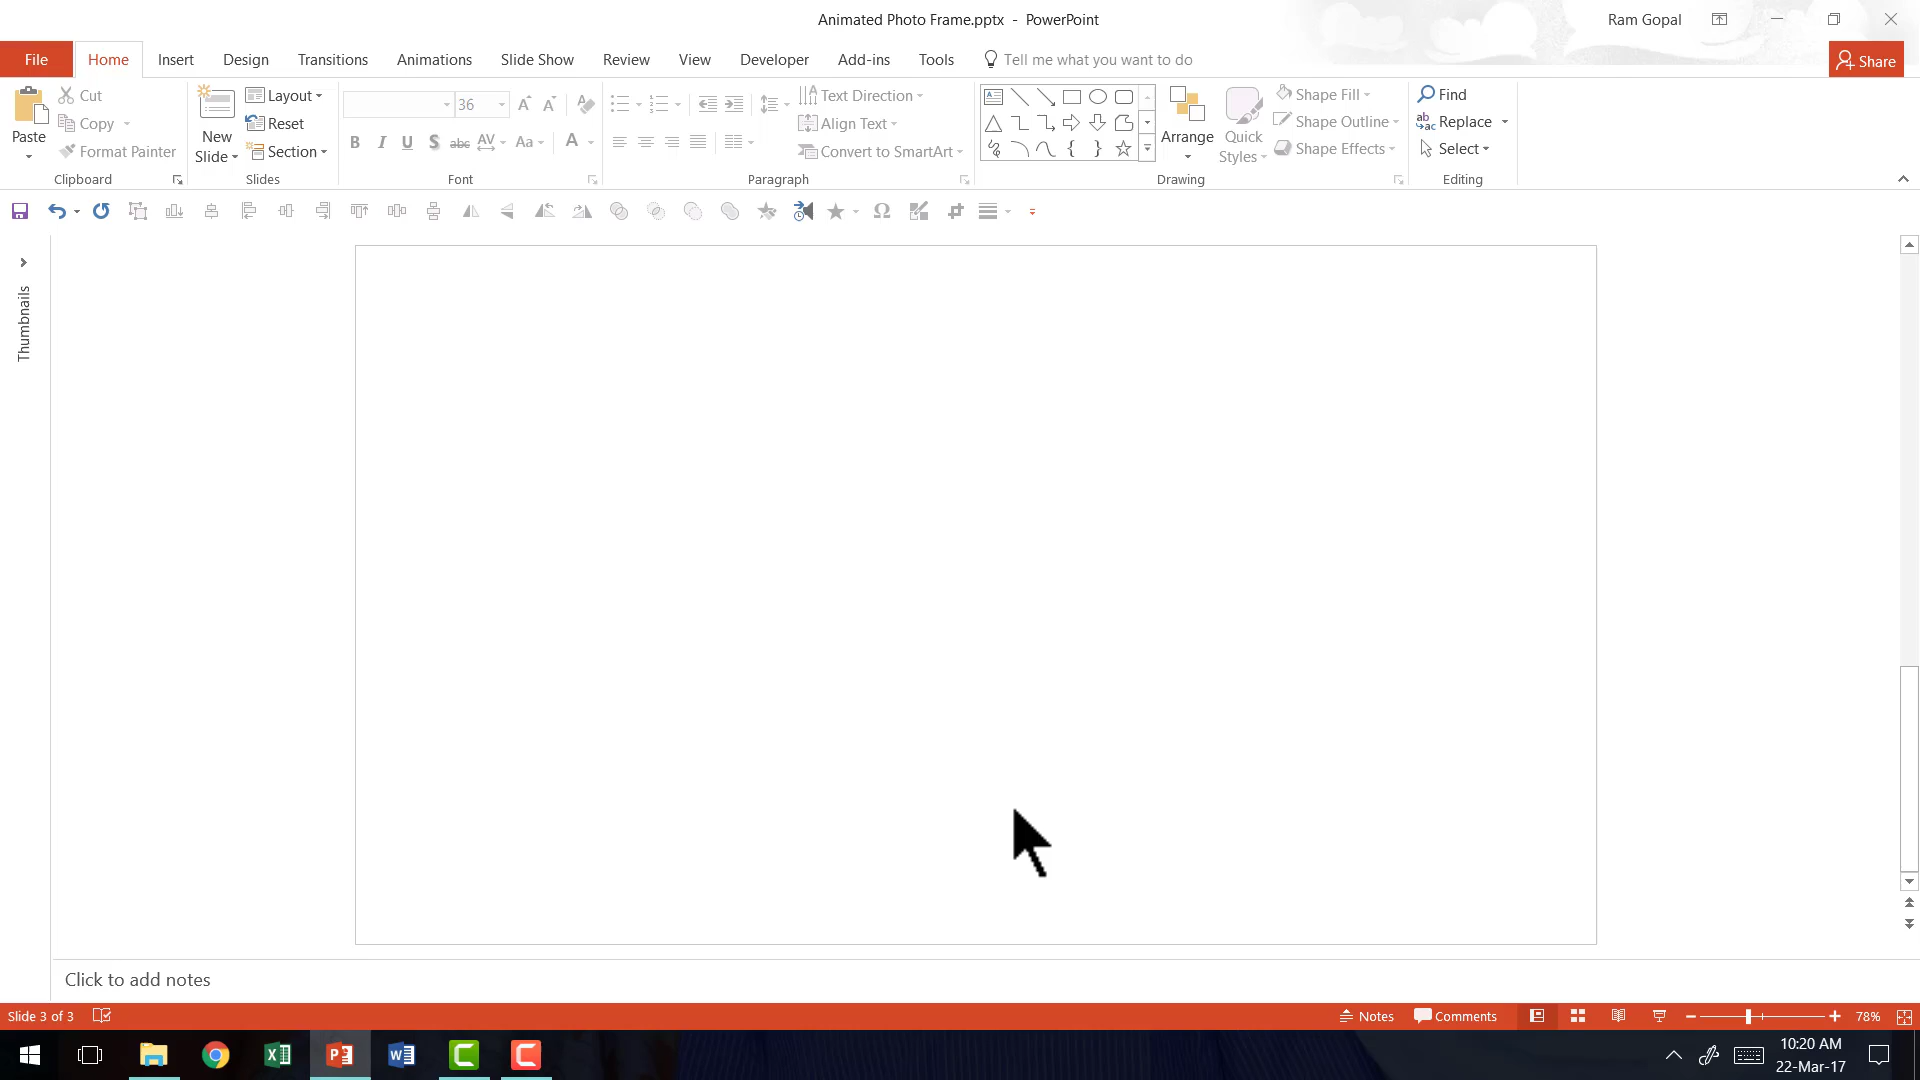 Animated Photo Frame.pptx - PowerPoint
Ram Gopal
File
Home
Insert
Design
Transitions
Animations
Slide Show
Review
View
Developer
Add-ins
Tools
Tell me what you want to do
Share
Paste
Cut
Copy
Format Painter
Clipboard
New
Slide
Layout
Reset
Section
Slides
36
B I U S abc AV Aa A
Font
Text Direction
Align Text
Convert to SmartArt
Paragraph
Arrange
Quick
Styles
Shape Fill
Shape Outline
Shape Effects
Drawing
Find
Replace
Select
Editing
Thumbnails
Click to add notes
Slide 3 of 3
Notes
Comments
78%
10:20 AM
22-Mar-17